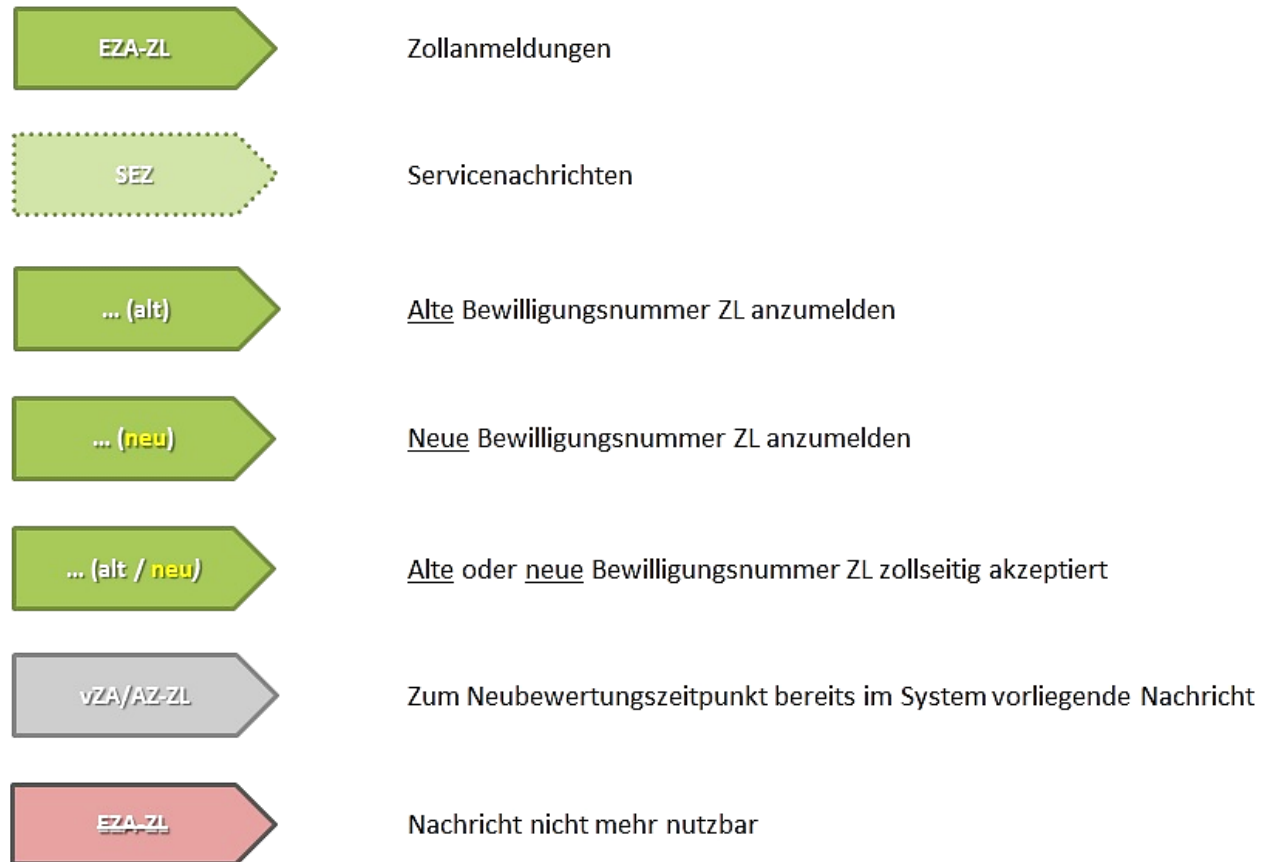 EZA-ZL Zollanmeldungen
SEZ Servicenachrichten
... (alt) Alte Bewilligungsnummer ZL anzumelden
... (neu) Neue Bewilligungsnummer ZL anzumelden
... (alt / neu) Alte oder neue Bewilligungsnummer ZL zollseitig akzeptiert
vZA/AZ-ZL Zum Neubewertungszeitpunkt bereits im System vorliegende Nachricht
EZA-ZL Nachricht nicht mehr nutzbar